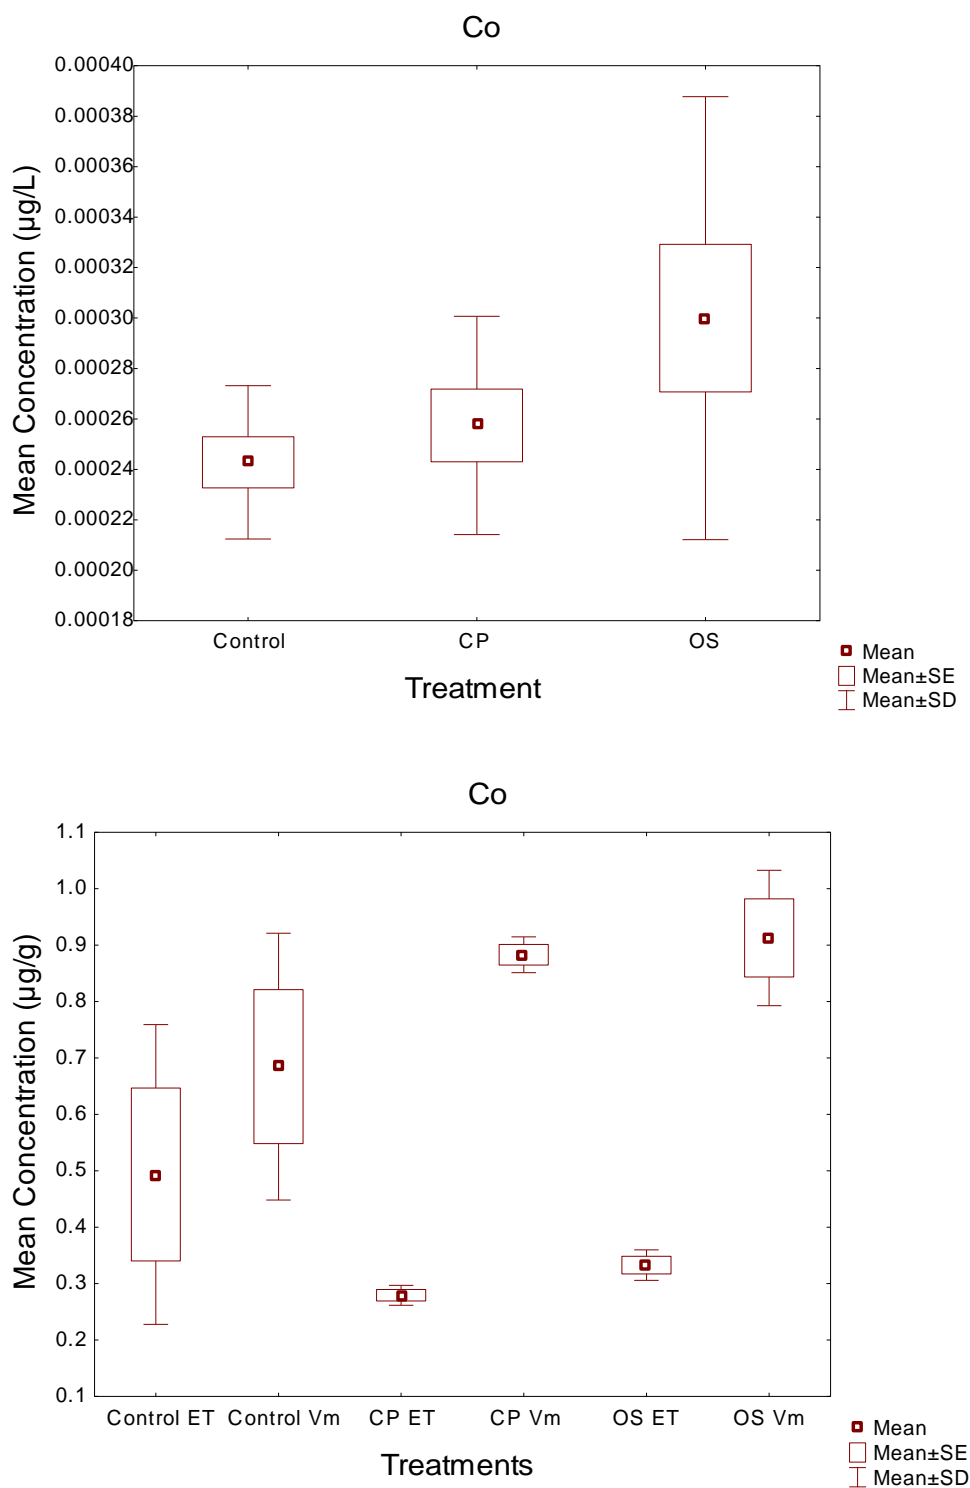 Co
0.00040
0.00038
0.00036
0.00034
0.00032
0.00030
0.00028
0.00026
0.00024
0.00022
0.00020
0.00018
Mean Concentration (µg/L)
Control CP OS
Treatment
Mean
Mean±SE
Mean±SD
Co
1.1
1.0
0.9
0.8
0.7
0.6
0.5
0.4
0.3
0.2
0.1
Mean Concentration (µg/g)
Control ET Control Vm CP ET CP Vm OS ET OS Vm
Treatments
Mean
Mean±SE
Mean±SD